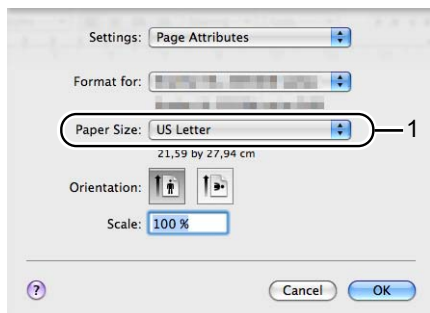 Settings: Page Attributes
Format for:
Paper Size: US Letter 1
21,59 by 27,94 cm
Orientation:
Scale: 100 %
? Cancel OK